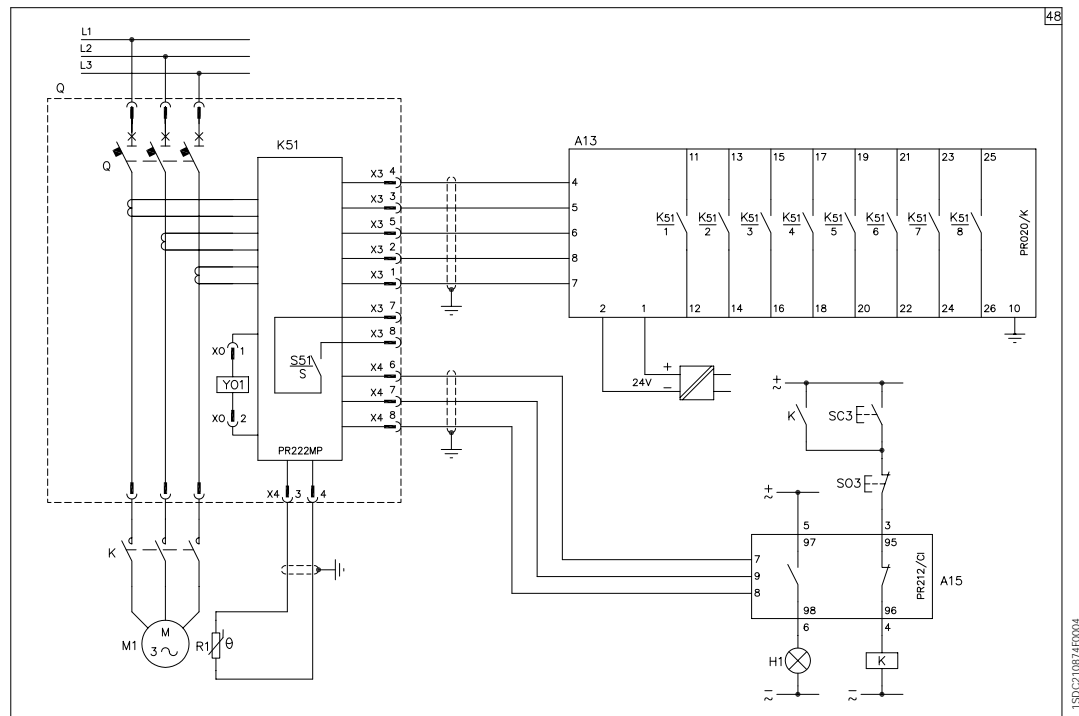 48
L1
L2
L3
Q
Q
K51
X3 4
X3 3
X3 5
X3 2
X3 1
X3 7
X3 8
X4 6
X4 7
X4 8
S51
S
X0 1
Y01
X0 2
PR222MP
X4 3 4
K
M1
M
3
R1 θ
A13
11 13 15 17 19 21 23 25
4
5
6
8
7
K51 K51 K51 K51 K51 K51 K51 K51
1 2 3 4 5 6 7 8
PR020/K
2 1 12 14 16 18 20 22 24 26 10
+
24V
−
+
~
K SC3
SO3
+
~
5 3
97 95
7
9
8
PR212/CI
A15
98 96
6 4
H1 K
−
~
−
~
1SDC210874F0004